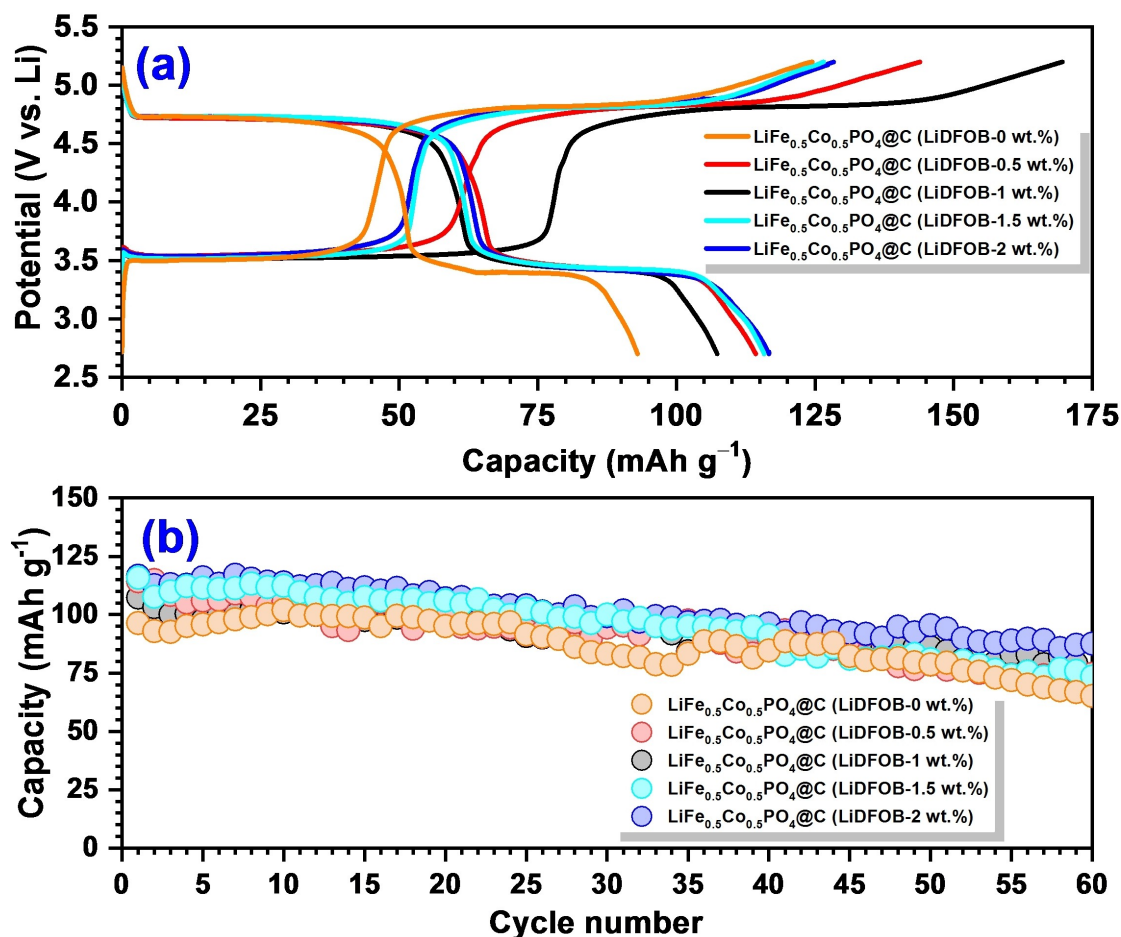 (a)
Potential (V vs. Li)
5.5
5.0
4.5
4.0
3.5
3.0
2.5
LiFe0.5Co0.5PO4@C (LiDFOB-0 wt.%)
LiFe0.5Co0.5PO4@C (LiDFOB-0.5 wt.%)
LiFe0.5Co0.5PO4@C (LiDFOB-1 wt.%)
LiFe0.5Co0.5PO4@C (LiDFOB-1.5 wt.%)
LiFe0.5Co0.5PO4@C (LiDFOB-2 wt.%)
0 25 50 75 100 125 150 175
Capacity (mAh g−1)
(b)
Capacity (mAh g-1)
150
125
100
75
50
25
0
LiFe0.5Co0.5PO4@C (LiDFOB-0 wt.%)
LiFe0.5Co0.5PO4@C (LiDFOB-0.5 wt.%)
LiFe0.5Co0.5PO4@C (LiDFOB-1 wt.%)
LiFe0.5Co0.5PO4@C (LiDFOB-1.5 wt.%)
LiFe0.5Co0.5PO4@C (LiDFOB-2 wt.%)
0 5 10 15 20 25 30 35 40 45 50 55 60
Cycle number